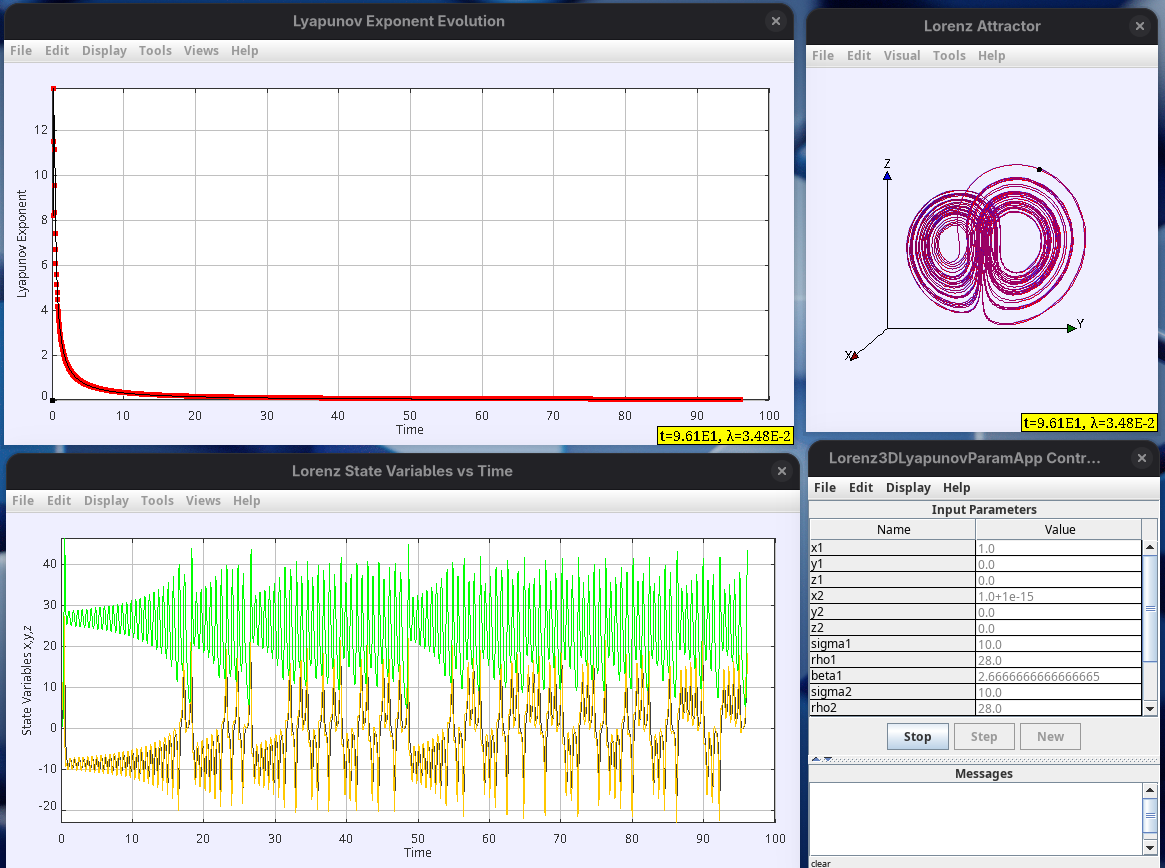 Lyapunov Exponent Evolution
File Edit Display Tools Views Help
Lyapunov Exponent
12
10
8
6
4
2
0
0 10 20 30 40 50 60 70 80 90 100
Time
t=9.61E1, λ=3.48E-2
Lorenz Attractor
File Edit Visual Tools Help
Z
Y
X
t=9.61E1, λ=3.48E-2
Lorenz State Variables vs Time
File Edit Display Tools Views Help
State Variables x,y,z
40
30
20
10
0
-10
-20
0 10 20 30 40 50 60 70 80 90 100
Time
Lorenz3DLyapunovParamApp Contr...
File Edit Display Help
Input Parameters
Name Value
x1 1.0
y1 0.0
z1 0.0
x2 1.0+1e-15
y2 0.0
z2 0.0
sigma1 10.0
rho1 28.0
beta1 2.6666666666666665
sigma2 10.0
rho2 28.0
Stop Step New
Messages
clear